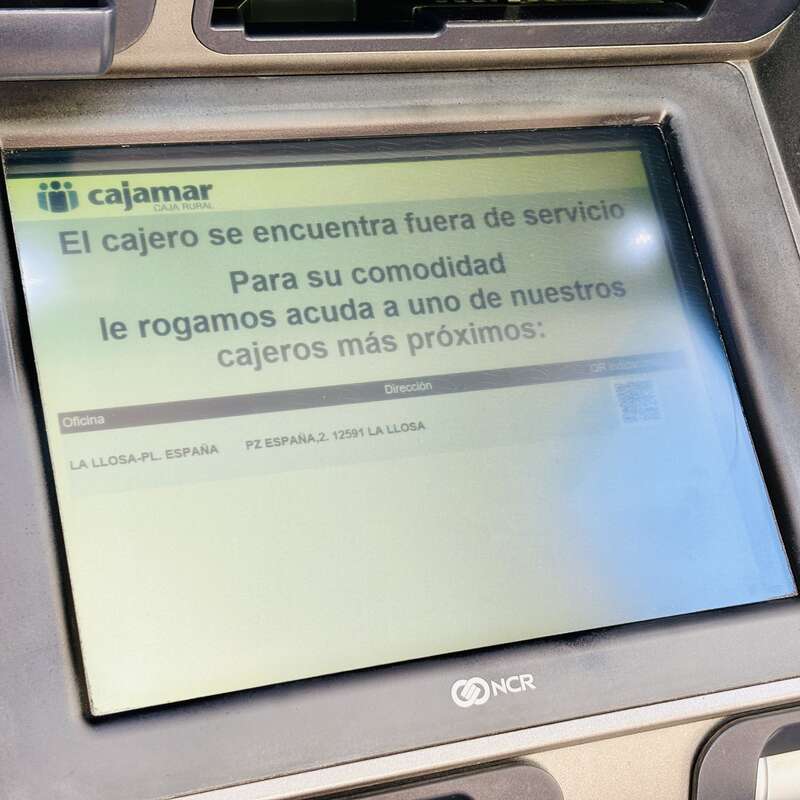 cajamar
CAJA RURAL
El cajero se encuentra fuera de servicio
Para su comodidad
le rogamos acuda a uno de nuestros
cajeros más próximos:
Oficina Dirección QR
LA LLOSA-PL. ESPAÑA PZ ESPAÑA,2. 12591 LA LLOSA
NCR